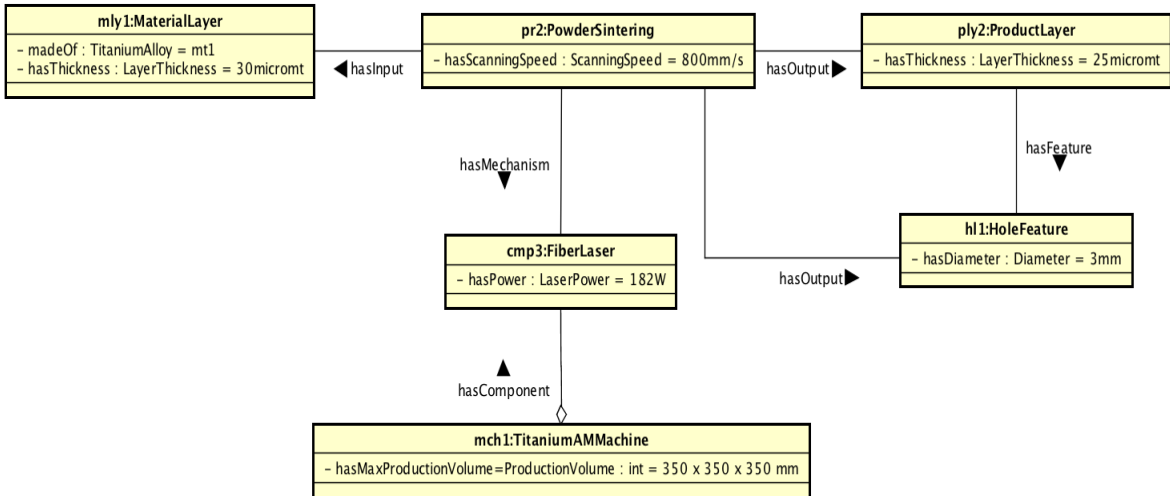 mly1:MaterialLayer
– madeOf : TitaniumAlloy = mt1
– hasThickness : LayerThickness = 30micromt
hasInput
pr2:PowderSintering
– hasScanningSpeed : ScanningSpeed = 800mm/s
hasOutput
ply2:ProductLayer
– hasThickness : LayerThickness = 25micromt
hasMechanism
hasFeature
cmp3:FiberLaser
– hasPower : LaserPower = 182W
hl1:HoleFeature
– hasDiameter : Diameter = 3mm
hasOutput
hasComponent
mch1:TitaniumAMMachine
– hasMaxProductionVolume=ProductionVolume : int = 350 x 350 x 350 mm